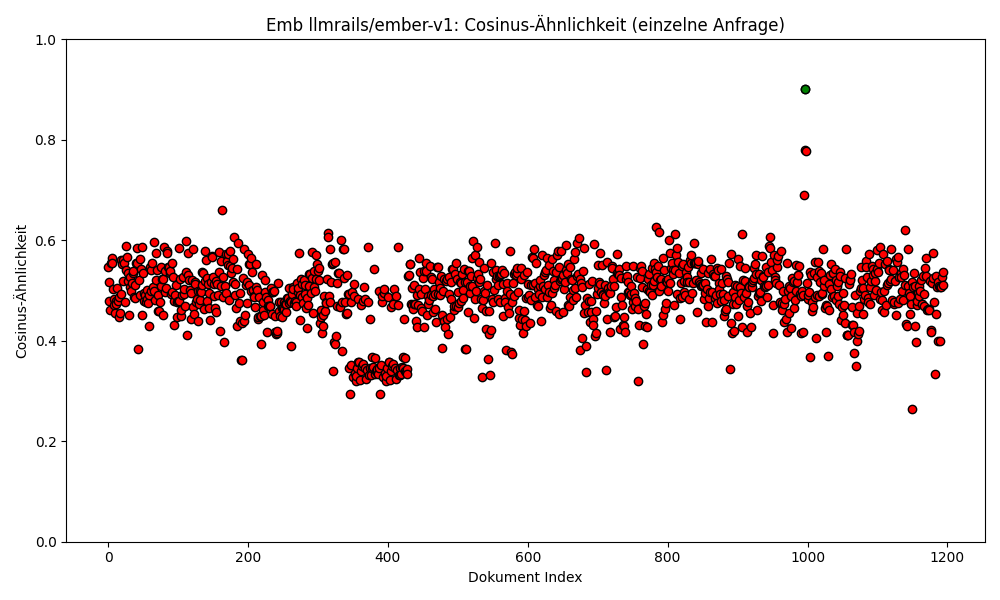 Emb llmrails/ember-v1: Cosinus-Ähnlichkeit (einzelne Anfrage)
Cosinus-Ähnlichkeit
1.0
0.8
0.6
0.4
0.2
0.0
0 200 400 600 800 1000 1200
Dokument Index